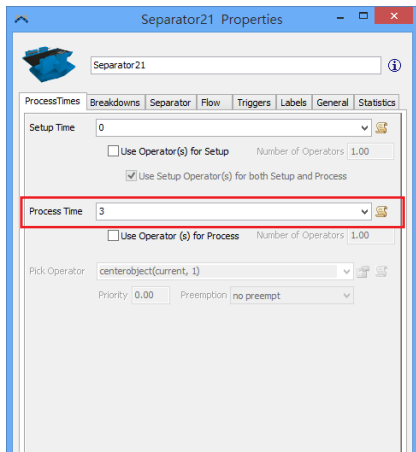 Separator21 Properties
Separator21
ProcessTimes Breakdowns Separator Flow Triggers Labels General Statistics
Setup Time 0
Use Operator(s) for Setup Number of Operators 1.00
Use Setup Operator(s) for both Setup and Process
Process Time 3
Use Operator (s) for Process Number of Operators 1.00
Pick Operator centerobject(current, 1)
Priority 0.00 Preemption no preempt